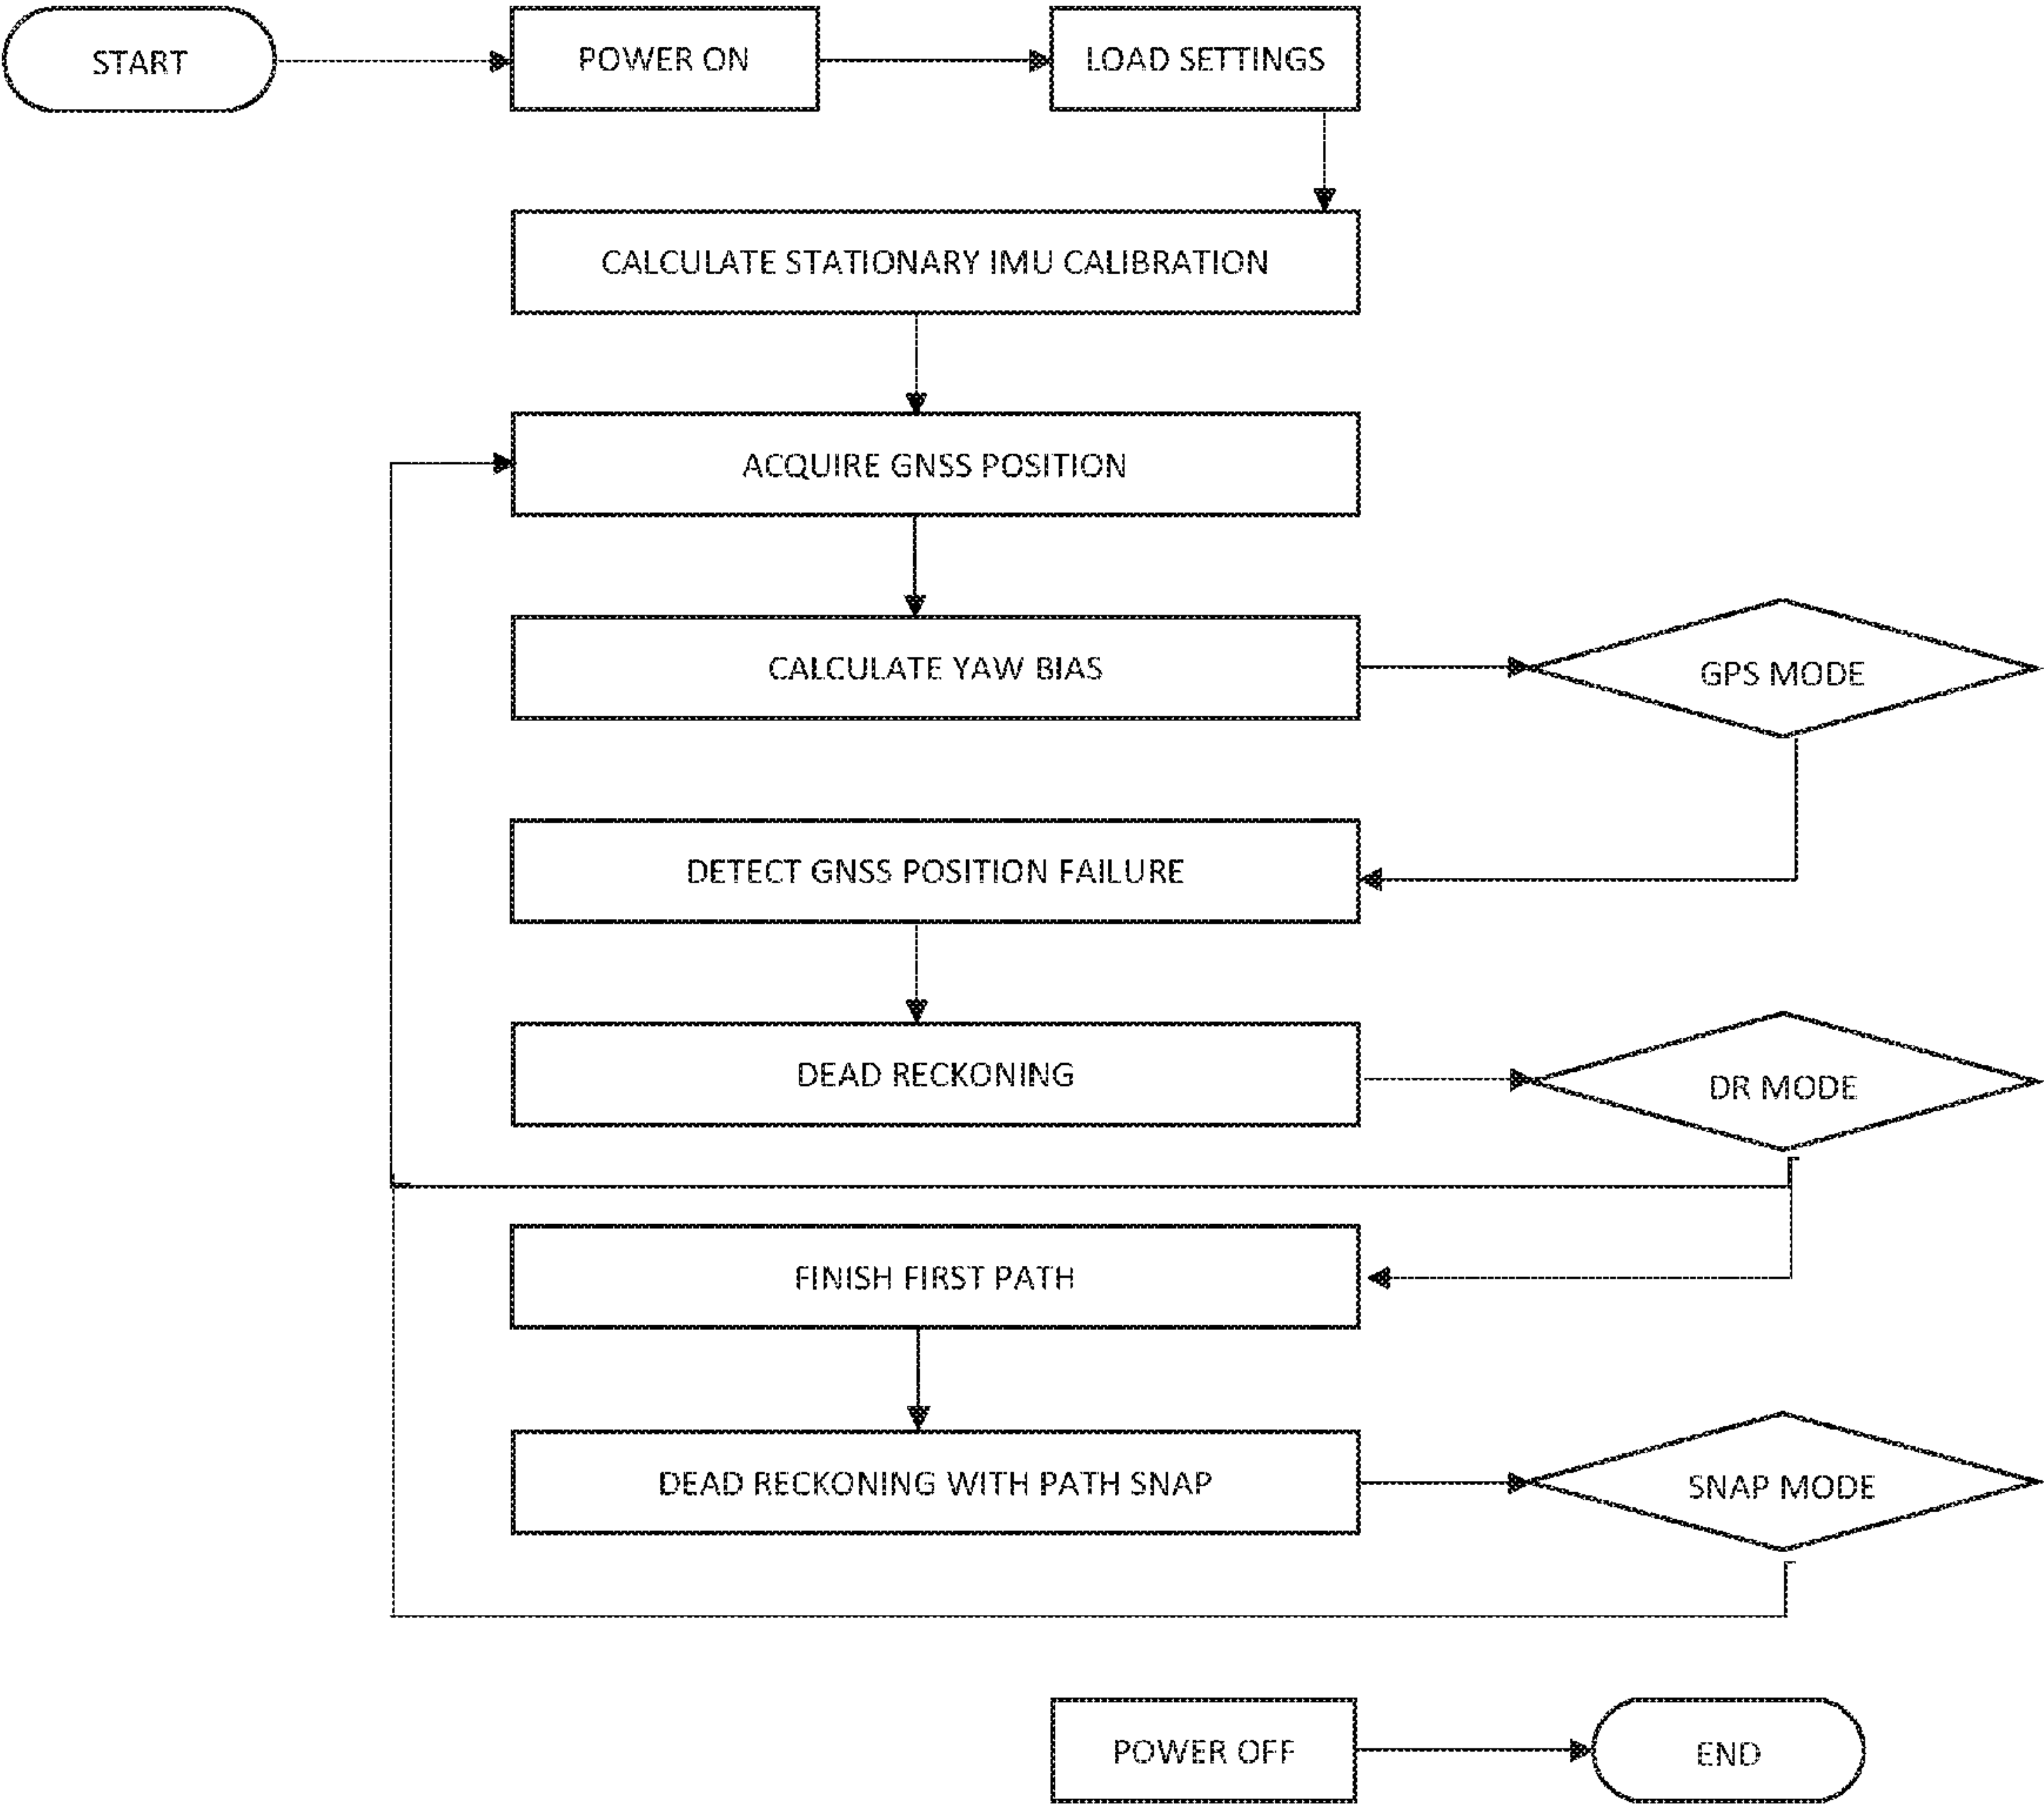 START
POWER ON
LOAD SETTINGS
CALCULATE STATIONARY IMU CALIBRATION
ACQUIRE GNSS POSITION
CALCULATE YAW BIAS
GPS MODE
DETECT GNSS POSITION FAILURE
DEAD RECKONING
DR MODE
FINISH FIRST PATH
DEAD RECKONING WITH PATH SNAP
SNAP MODE
POWER OFF
END